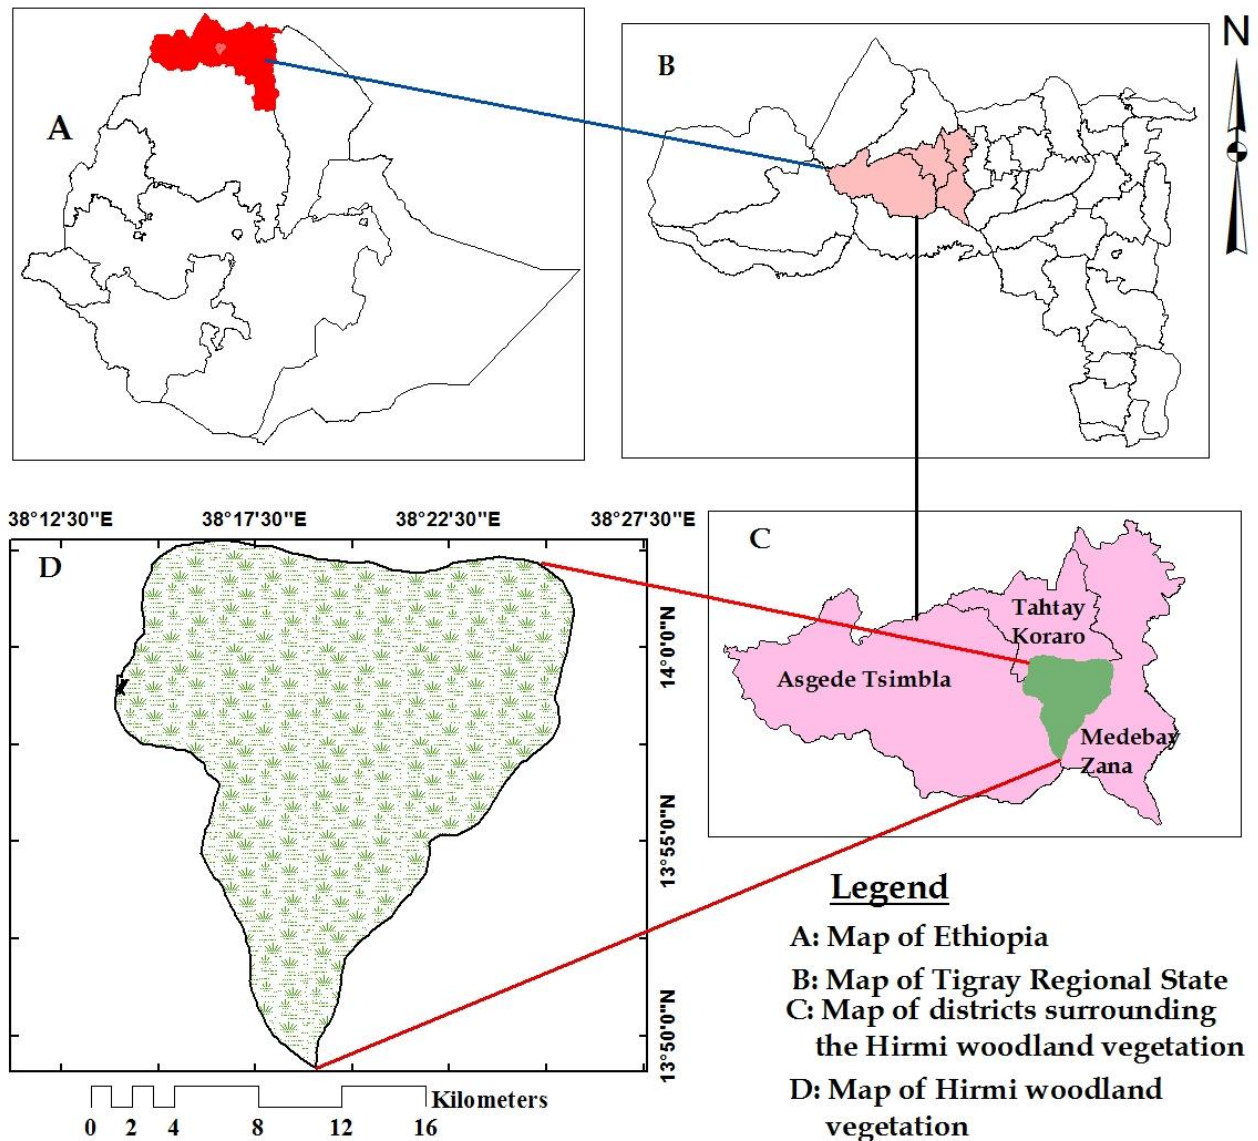 A
B
N
38°12'30"E 38°17'30"E 38°22'30"E 38°27'30"E
D
14°0'0"N
13°55'0"N
13°50'0"N
0 2 4 8 12 16
Kilometers
C
Tahtay
Koraro
Asgede Tsimbla
Medebay
Zana
Legend
A: Map of Ethiopia
B: Map of Tigray Regional State
C: Map of districts surrounding
the Hirmi woodland vegetation
D: Map of Hirmi woodland
vegetation